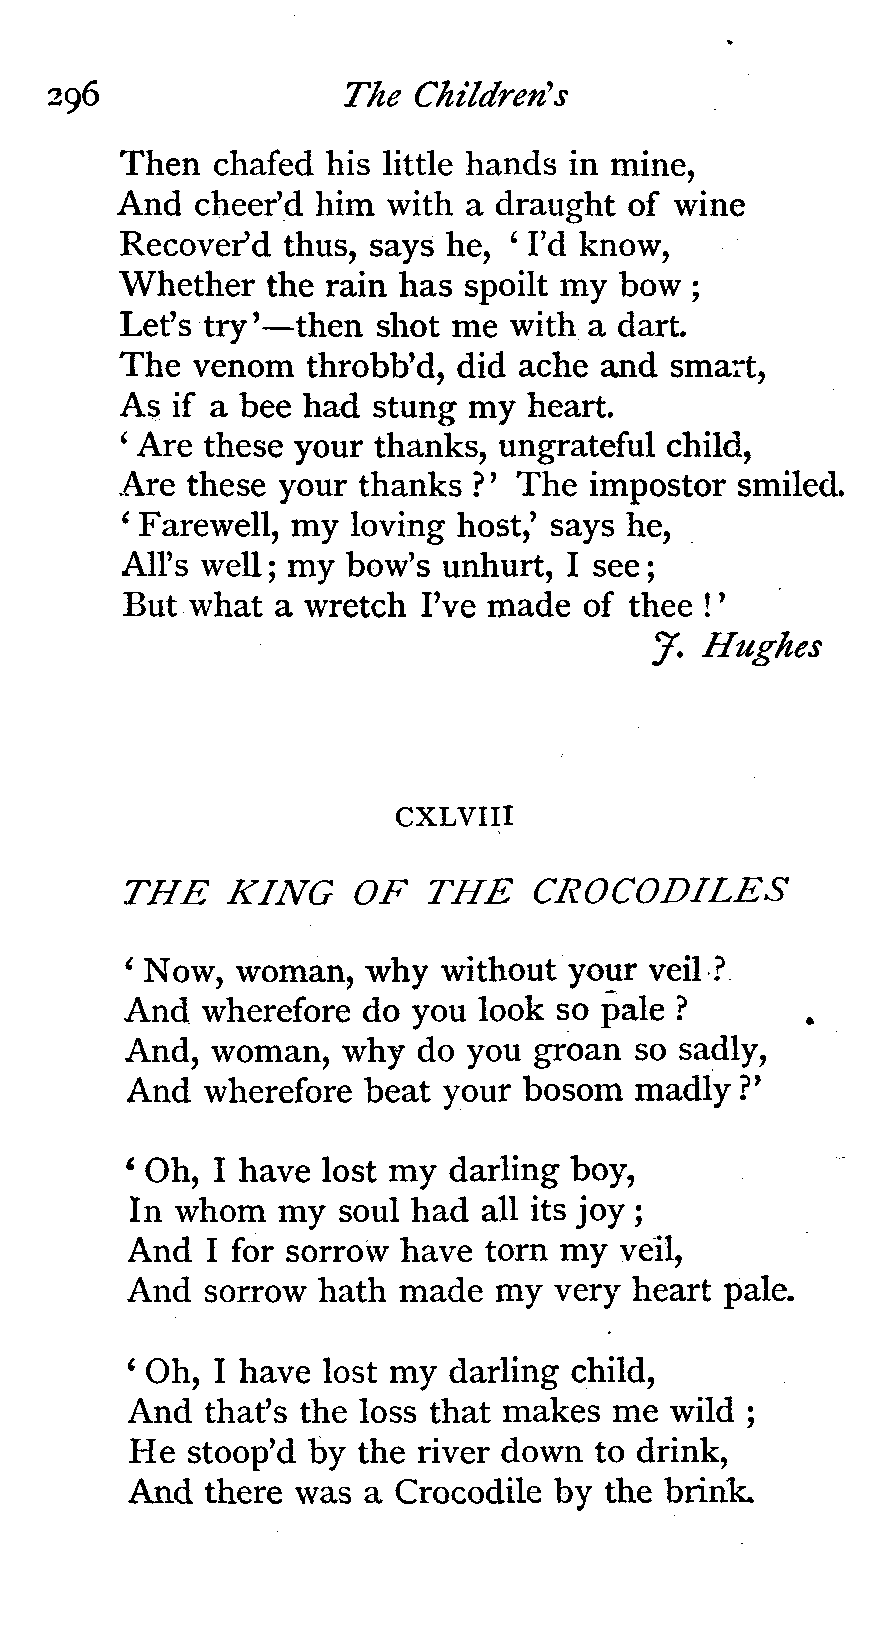 296 The Children's
Then chafed his little hands in mine,
And cheer'd him with a draught of wine
Recover'd thus, says he, ‘ I'd know,
Whether the rain has spoilt my bow ;
Let's try’—then shot me with a dart.
The venom throbb'd, did ache and smart,
As if a bee had stung my heart.
‘ Are these your thanks, ungrateful child,
Are these your thanks ?’ The impostor smiled.
‘ Farewell, my loving host,’ says he,
All's well ; my bow's unhurt, I see ;
But what a wretch I've made of thee !’
J. Hughes
CXLVIII
THE KING OF THE CROCODILES
‘ Now, woman, why without your veil ?
And wherefore do you look so pale ?
And, woman, why do you groan so sadly,
And wherefore beat your bosom madly ?’
‘ Oh, I have lost my darling boy,
In whom my soul had all its joy ;
And I for sorrow have torn my veil,
And sorrow hath made my very heart pale.
‘ Oh, I have lost my darling child,
And that's the loss that makes me wild ;
He stoop'd by the river down to drink,
And there was a Crocodile by the brink.